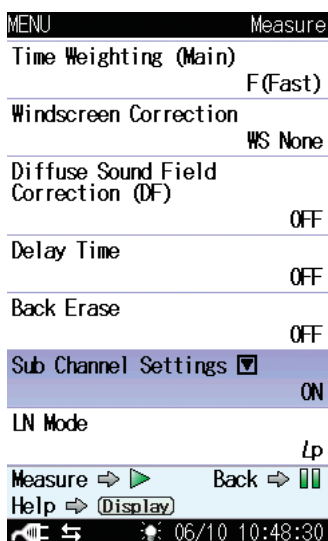 MENU Measure
Time Weighting (Main)
F(Fast)
Windscreen Correction
WS None
Diffuse Sound Field
Correction (DF)
OFF
Delay Time
OFF
Back Erase
OFF
Sub Channel Settings
ON
LN Mode
Lp
Measure ⇨ Back ⇨
Help ⇨ (Display)
06/10 10:48:30